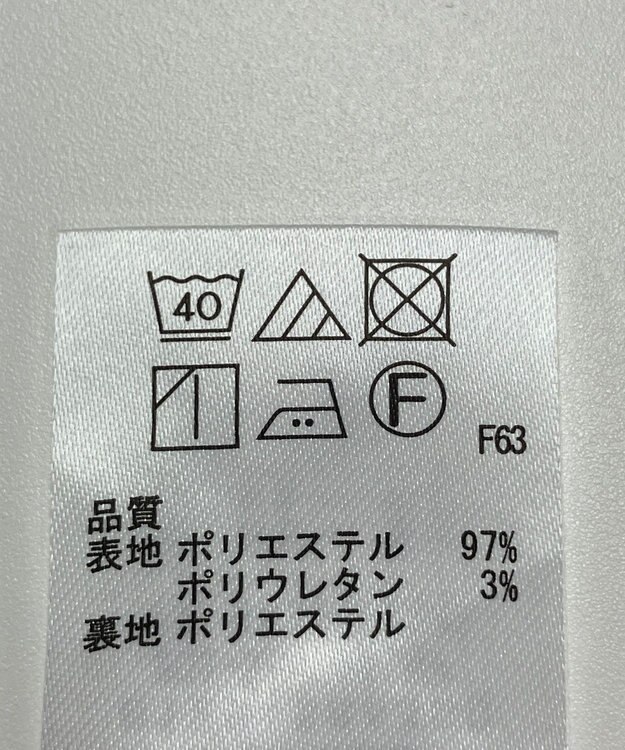 40
F
F63
品質
表地 ポリエステル 97%
ポリウレタン 3%
裏地 ポリエステル